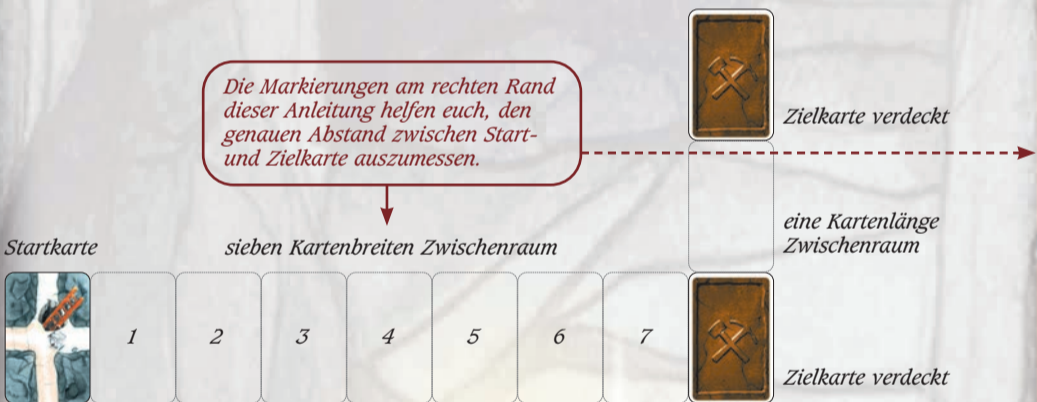 Die Markierungen am rechten Rand
dieser Anleitung helfen euch, den
genauen Abstand zwischen Start-
und Zielkarte auszumessen.
Zielkarte verdeckt
eine Kartenlänge
Zwischenraum
Startkarte
sieben Kartenbreiten Zwischenraum
1 2 3 4 5 6 7
Zielkarte verdeckt